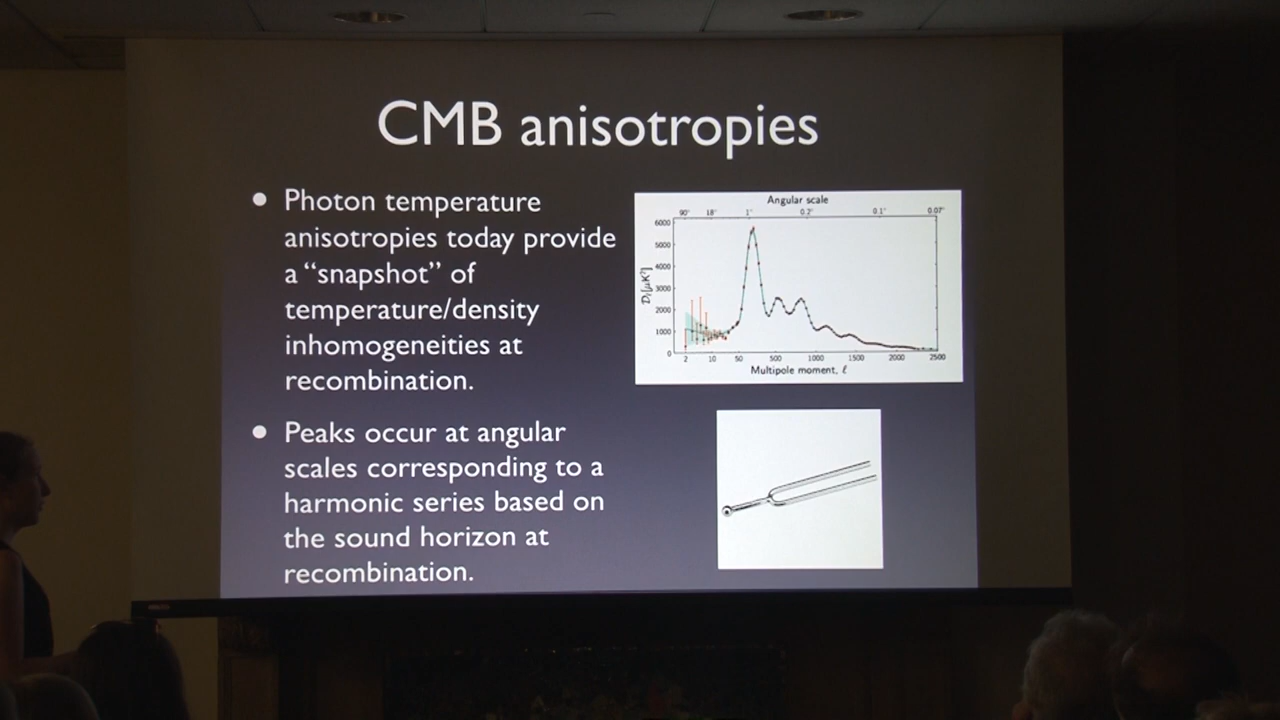 CMB anisotropies
• Photon temperature
anisotropies today provide
a “snapshot” of
temperature/density
inhomogeneities at
recombination.
• Peaks occur at angular
scales corresponding to a
harmonic series based on
the sound horizon at
recombination.
Angular scale
90° 18° 1° 0.2° 0.1° 0.07°
6000
5000
4000
3000
2000
1000
0
𝒟ℓ[μK²]
2 10 50 500 1000 1500 2000 2500
Multipole moment, ℓ